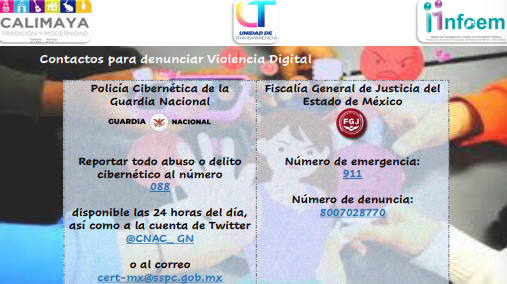 CALIMAYA
TRADICIÓN Y MODERNIDAD
CT
UNIDAD DE
TRANSPARENCIA
infoem
Contactos para denunciar Violencia Digital
Policía Cibernética de la
Guardia Nacional
GUARDIA NACIONAL
Reportar todo abuso o delito
cibernético al número
088
disponible las 24 horas del día,
así como a la cuenta de Twitter
@CNAC_ GN
o al correo
cert-mx@sspc.gob.mx
Fiscalía General de Justicia del
Estado de México
FGJ
Número de emergencia:
911
Número de denuncia:
8007028770